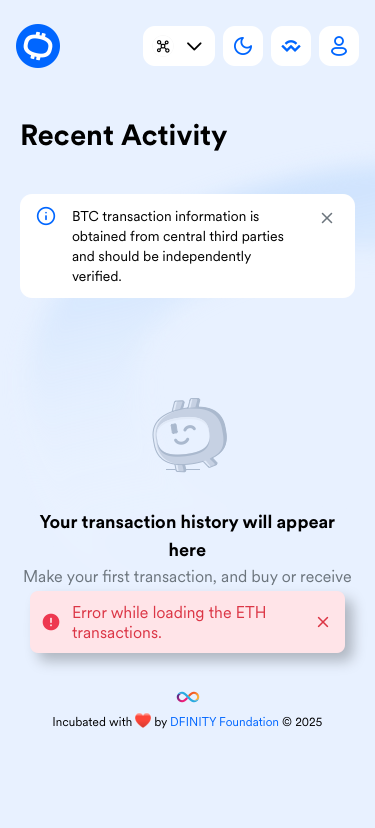 Recent Activity
BTC transaction information is
obtained from central third parties
and should be independently
verified.
Your transaction history will appear
here
Make your first transaction, and buy or receive
Error while loading the ETH
transactions.
Incubated with ❤️ by DFINITY Foundation © 2025